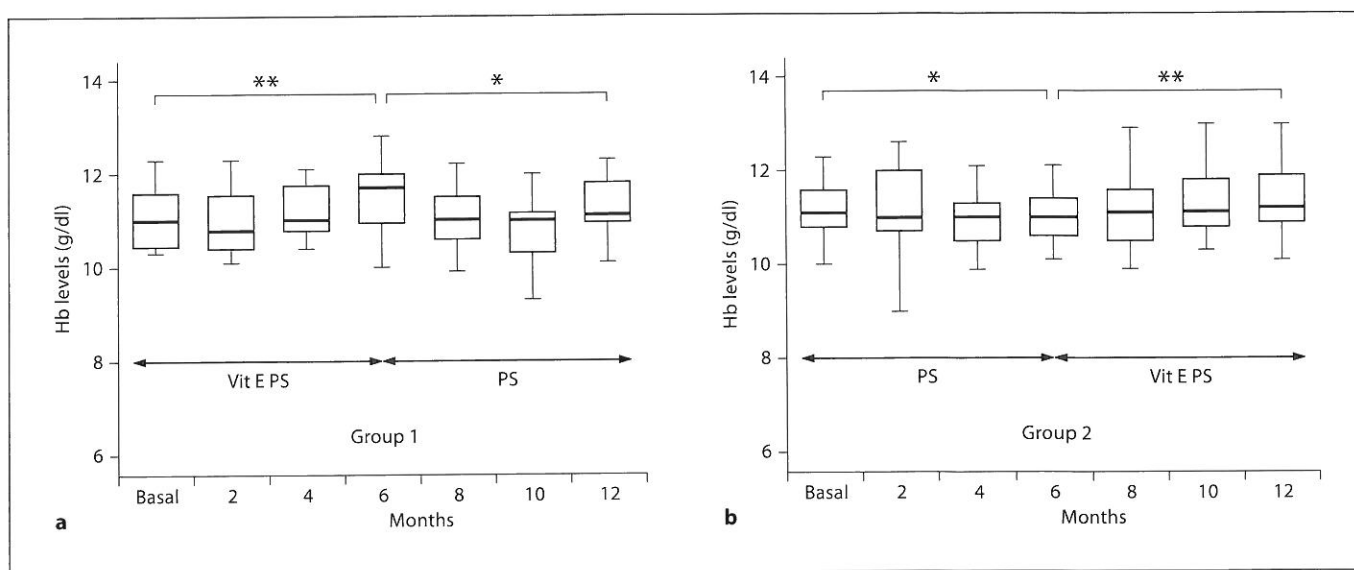 ** *
14
12
10
8
6
Hb levels (g/dl)
Vit E PS PS
Group 1
Basal 2 4 6 8 10 12
Months
a
* **
14
12
10
8
6
Hb levels (g/dl)
PS Vit E PS
Group 2
Basal 2 4 6 8 10 12
Months
b